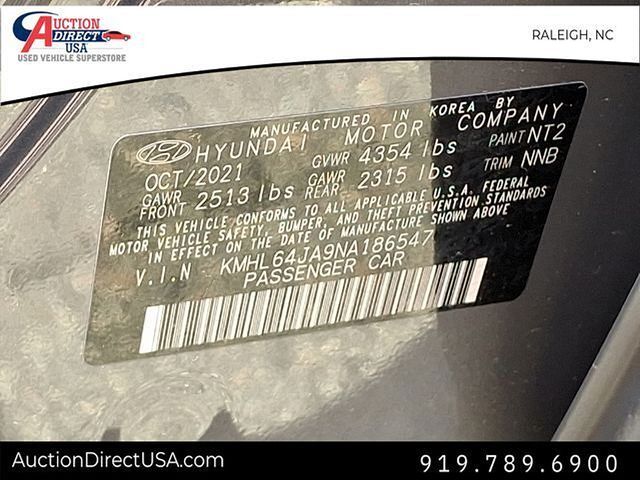 AUCTION
DIRECT
USA
USED VEHICLE SUPERSTORE
RALEIGH, NC
MANUFACTURED IN KOREA BY
HYUNDAI MOTOR COMPANY
OCT/2021 GVWR 4354 lbs PAINT NT2
GAWR FRONT 2513 lbs GAWR REAR 2315 lbs TRIM NNB
THIS VEHICLE CONFORMS TO ALL APPLICABLE U.S.A. FEDERAL
MOTOR VEHICLE SAFETY, BUMPER, AND THEFT PREVENTION STANDARDS
IN EFFECT ON THE DATE OF MANUFACTURE SHOWN ABOVE
V.I.N KMHL64JA9NA186547
PASSENGER CAR
AuctionDirectUSA.com
919.789.6900